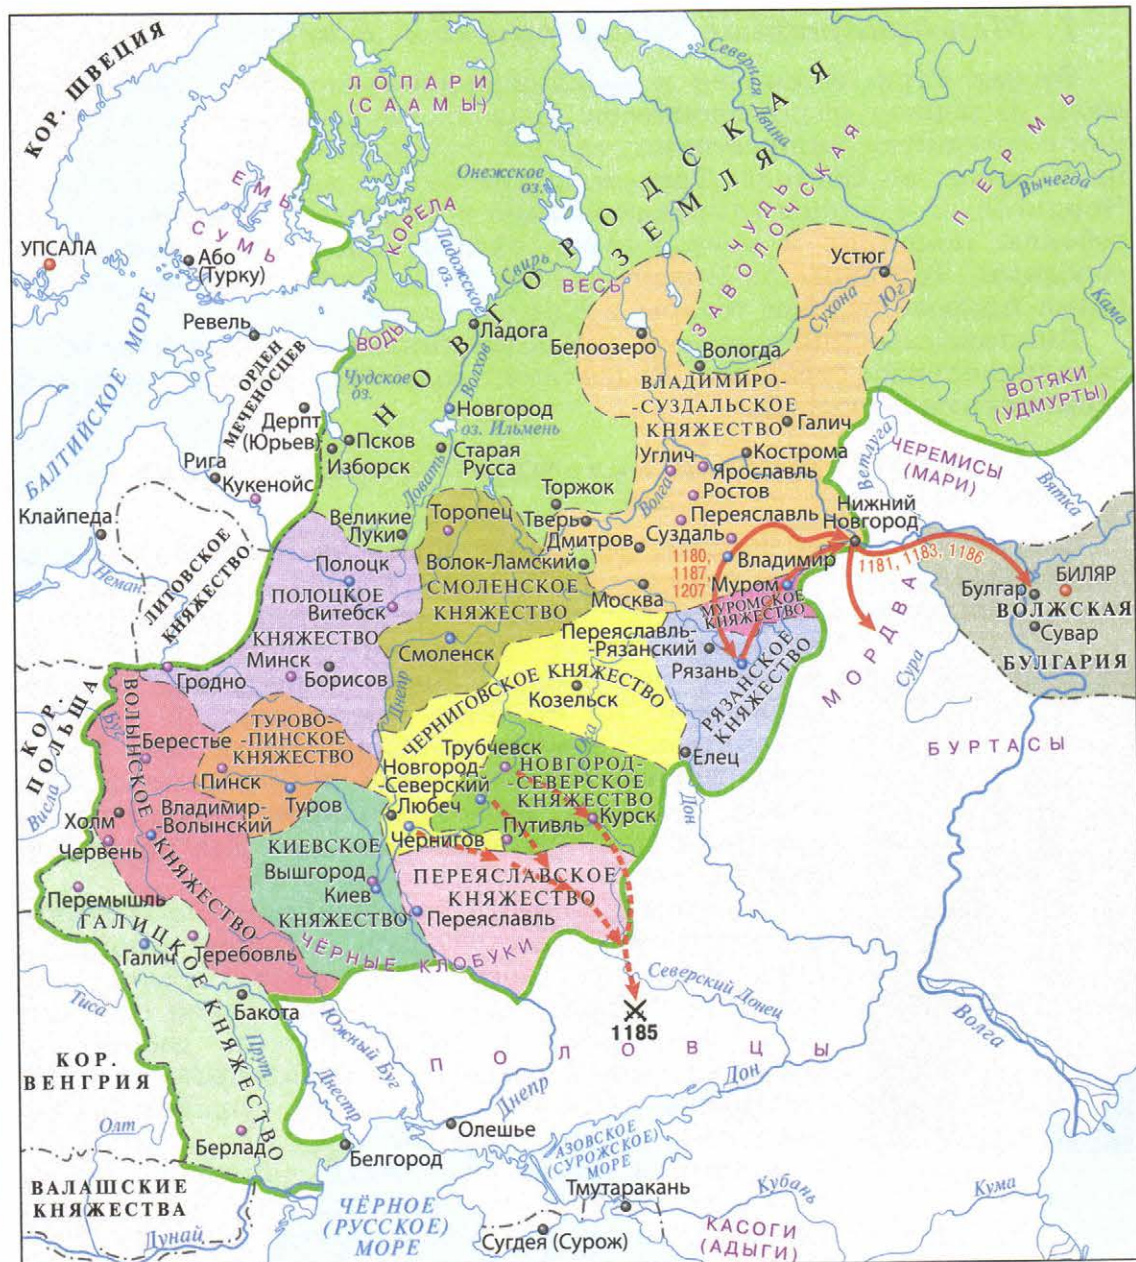 КОР. ШВЕЦИЯ
ЛОПАРИ
(СААМЫ)
Северная Двина
ПЕРМЬ
Вычегда
Онежское
оз.
НОВГОРОДСКАЯ
ЗЕМЛЯ
ЧУДЬ
ЗАВОЛОЧСКАЯ
ЕМЬ
СУМЬ
КОРЕЛА
Ладожское
оз.
Свирь
ВЕСЬ
УПСАЛА
Або
(Турку)
Устюг
Юг
Сухона
Кама
БАЛТИЙСКОЕ МОРЕ
Ревель
ВОДЬ
Ладога
Белоозеро
Вологда
ОРДЕН
МЕЧЕНОСЦЕВ
Чудское
оз.
Волхов
ВЛАДИМИРО-
-СУЗДАЛЬСКОЕ
КНЯЖЕСТВО
ВОТЯКИ
(УДМУРТЫ)
Дерпт
(Юрьев)
Новгород
оз. Ильмень
Галич
Псков
Изборск
Старая
Русса
Кострома
Углич
Ярославль
Ветлуга
ЧЕРЕМИСЫ
(МАРИ)
Вятка
Рига
Кукенойс
Ловать
Волга
Ростов
Переяславль
Нижний
Новгород
Торжок
Тверь
Клайпеда
Великие
Луки
Торопец
Дмитров
Суздаль
1180,
1187,
1207
Владимир
1181, 1183, 1186
Неман
ЛИТОВСКОЕ
КНЯЖЕСТВО
Полоцк
ПОЛОЦКОЕ
Витебск
КНЯЖЕСТВО
Волок-Ламский
СМОЛЕНСКОЕ
КНЯЖЕСТВО
Москва
Муром
МУРОМСКОЕ
КНЯЖЕСТВО
Булгар
БИЛЯР
ВОЛЖСКАЯ
Сувар
БУЛГАРИЯ
Смоленск
Переяславль-
Рязанский
Рязань
РЯЗАНСКОЕ
КНЯЖЕСТВО
МОРДВА
Сура
Минск
Борисов
Гродно
Днепр
ЧЕРНИГОВСКОЕ КНЯЖЕСТВО
Козельск
КОР.
ПОЛЬША
Буг
ВОЛЫНСКОЕ
КНЯЖЕСТВО
Берестье
ТУРОВО-
-ПИНСКОЕ
КНЯЖЕСТВО
Пинск
Туров
Ока
Трубчевск
Новгород-
-Северский
НОВГОРОД-
-СЕВЕРСКОЕ
КНЯЖЕСТВО
Елец
БУРТАСЫ
Висла
Холм
Червень
Владимир-
-Волынский
Любеч
Чернигов
Путивль
Курск
Дон
КИЕВСКОЕ
Вышгород
Киев
КНЯЖЕСТВО
ПЕРЕЯСЛАВСКОЕ
КНЯЖЕСТВО
Переяславль
Перемышль
ГАЛИЦКОЕ КНЯЖЕСТВО
Галич
Теребовль
ЧЁРНЫЕ КЛОБУКИ
Северский Донец
Тиса
Бакота
Южный Буг
1185
Волга
ПОЛОВЦЫ
КОР.
ВЕНГРИЯ
Прут
Днестр
Днепр
Дон
Олт
Берлад
Белгород
Олешье
АЗОВСКОЕ
(СУРОЖСКОЕ)
МОРЕ
ВАЛАШСКИЕ
КНЯЖЕСТВА
Дунай
ЧЁРНОЕ
(РУССКОЕ)
МОРЕ
Тмутаракань
Кубань
Кума
Сугдея (Сурож)
КАСОГИ
(АДЫГИ)